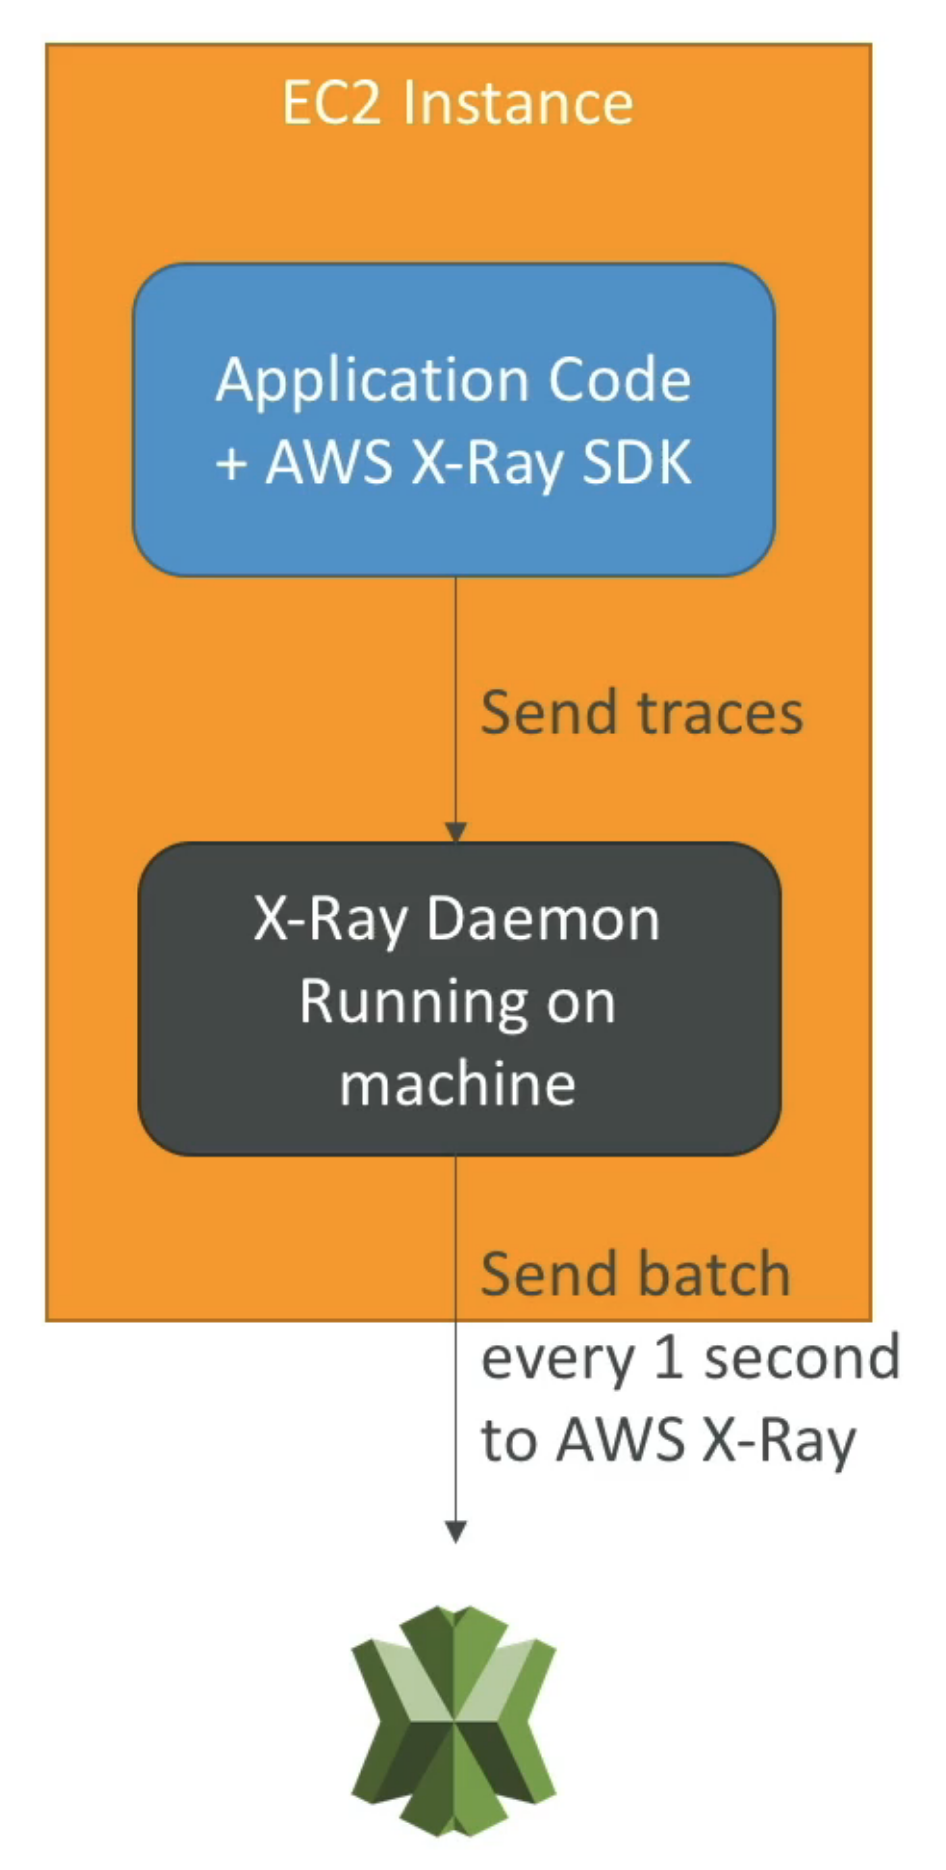 EC2 Instance
Application Code
+ AWS X-Ray SDK
Send traces
X-Ray Daemon
Running on
machine
Send batch
every 1 second
to AWS X-Ray